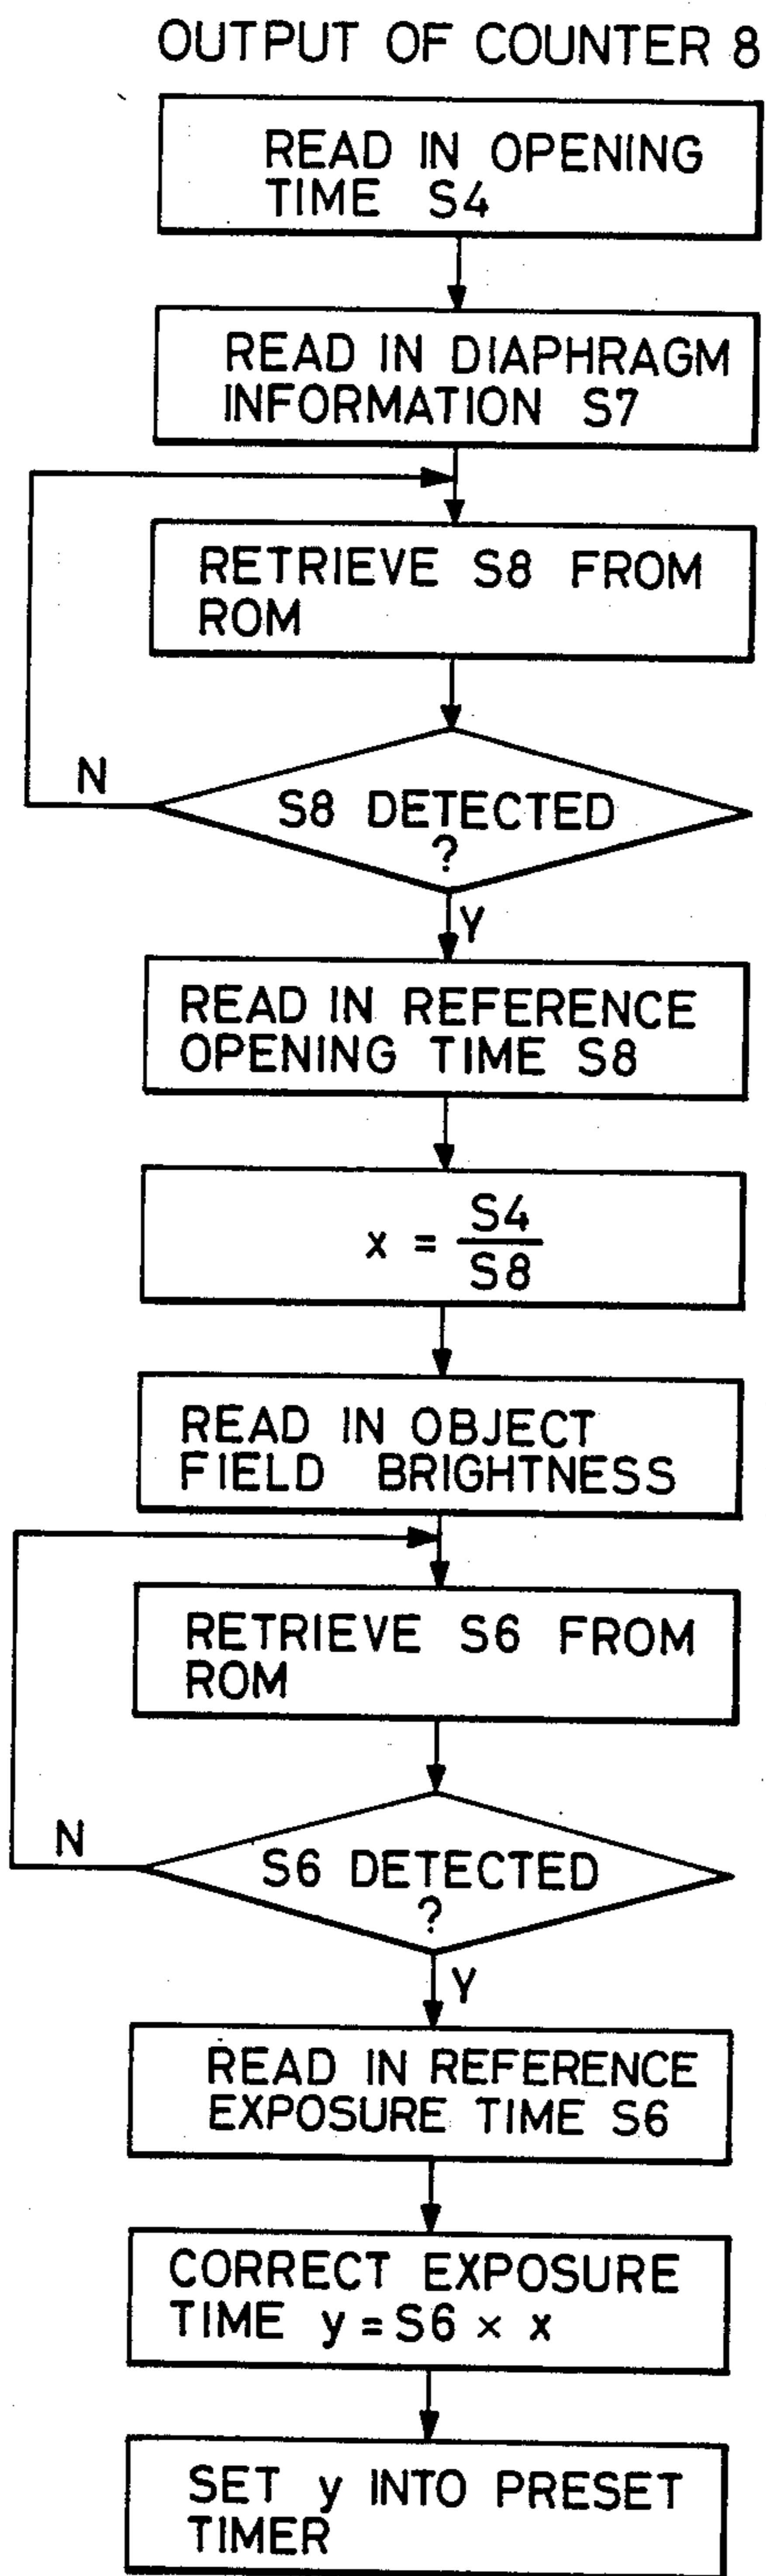 OUTPUT OF COUNTER 8
READ IN OPENING
TIME S4
READ IN DIAPHRAGM
INFORMATION S7
RETRIEVE S8 FROM
ROM
N
S8 DETECTED
?
Y
READ IN REFERENCE
OPENING TIME S8
x = S4
S8
READ IN OBJECT
FIELD BRIGHTNESS
RETRIEVE S6 FROM
ROM
N
S6 DETECTED
?
Y
READ IN REFERENCE
EXPOSURE TIME S6
CORRECT EXPOSURE
TIME y = S6 × x
SET y INTO PRESET
TIMER